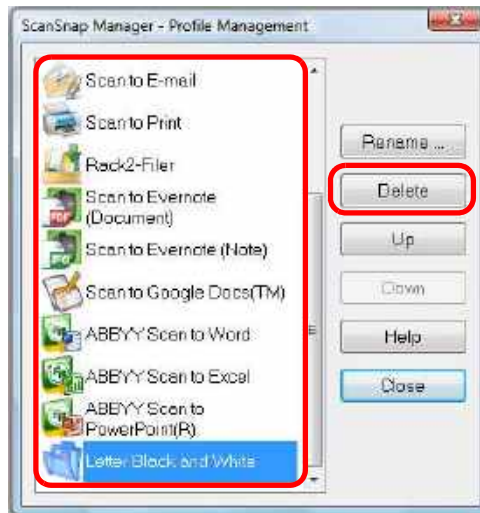 ScanSnap Manager - Profile Management
Scan to E-mail
Scan to Print
Rack2-Filer
Scan to Evernote
(Document)
Scan to Evernote (Note)
Scan to Google Docs(TM)
ABBYY Scan to Word
ABBYY Scan to Excel
ABBYY Scan to
PowerPoint(R)
Letter Black and White
Rename ...
Delete
Up
Down
Help
Close